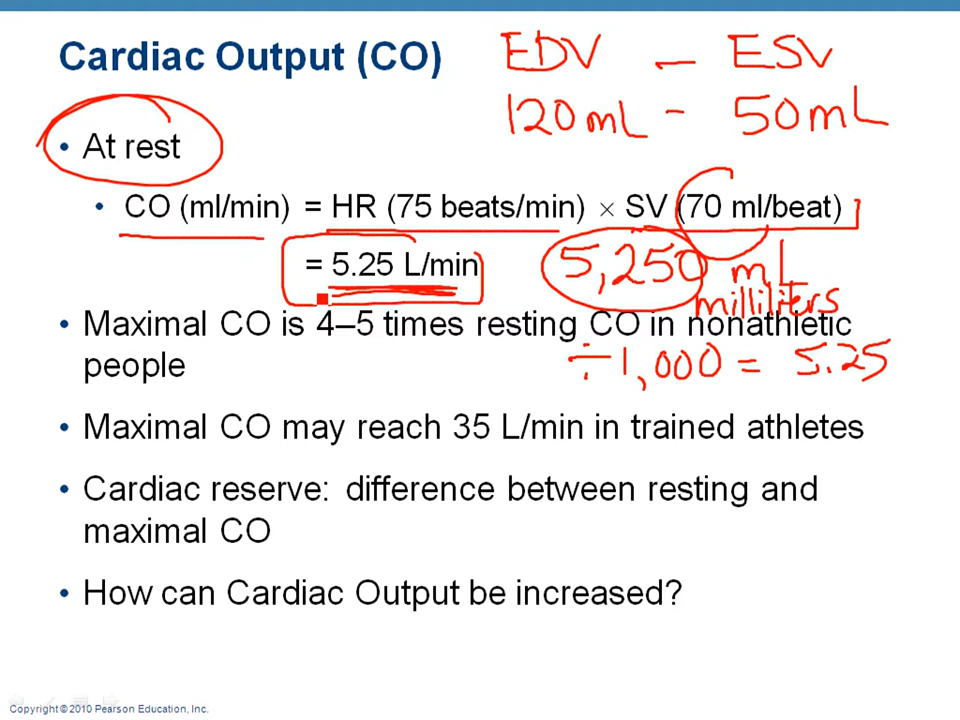 Cardiac Output (CO)
EDV – ESV
120mL - 50mL
• At rest
• CO (ml/min) = HR (75 beats/min) × SV (70 ml/beat)
= 5.25 L/min
5,250 mL
milliliters
• Maximal CO is 4–5 times resting CO in nonathletic
people
÷1,000 = 5.25
• Maximal CO may reach 35 L/min in trained athletes
• Cardiac reserve: difference between resting and
maximal CO
• How can Cardiac Output be increased?
Copyright © 2010 Pearson Education, Inc.